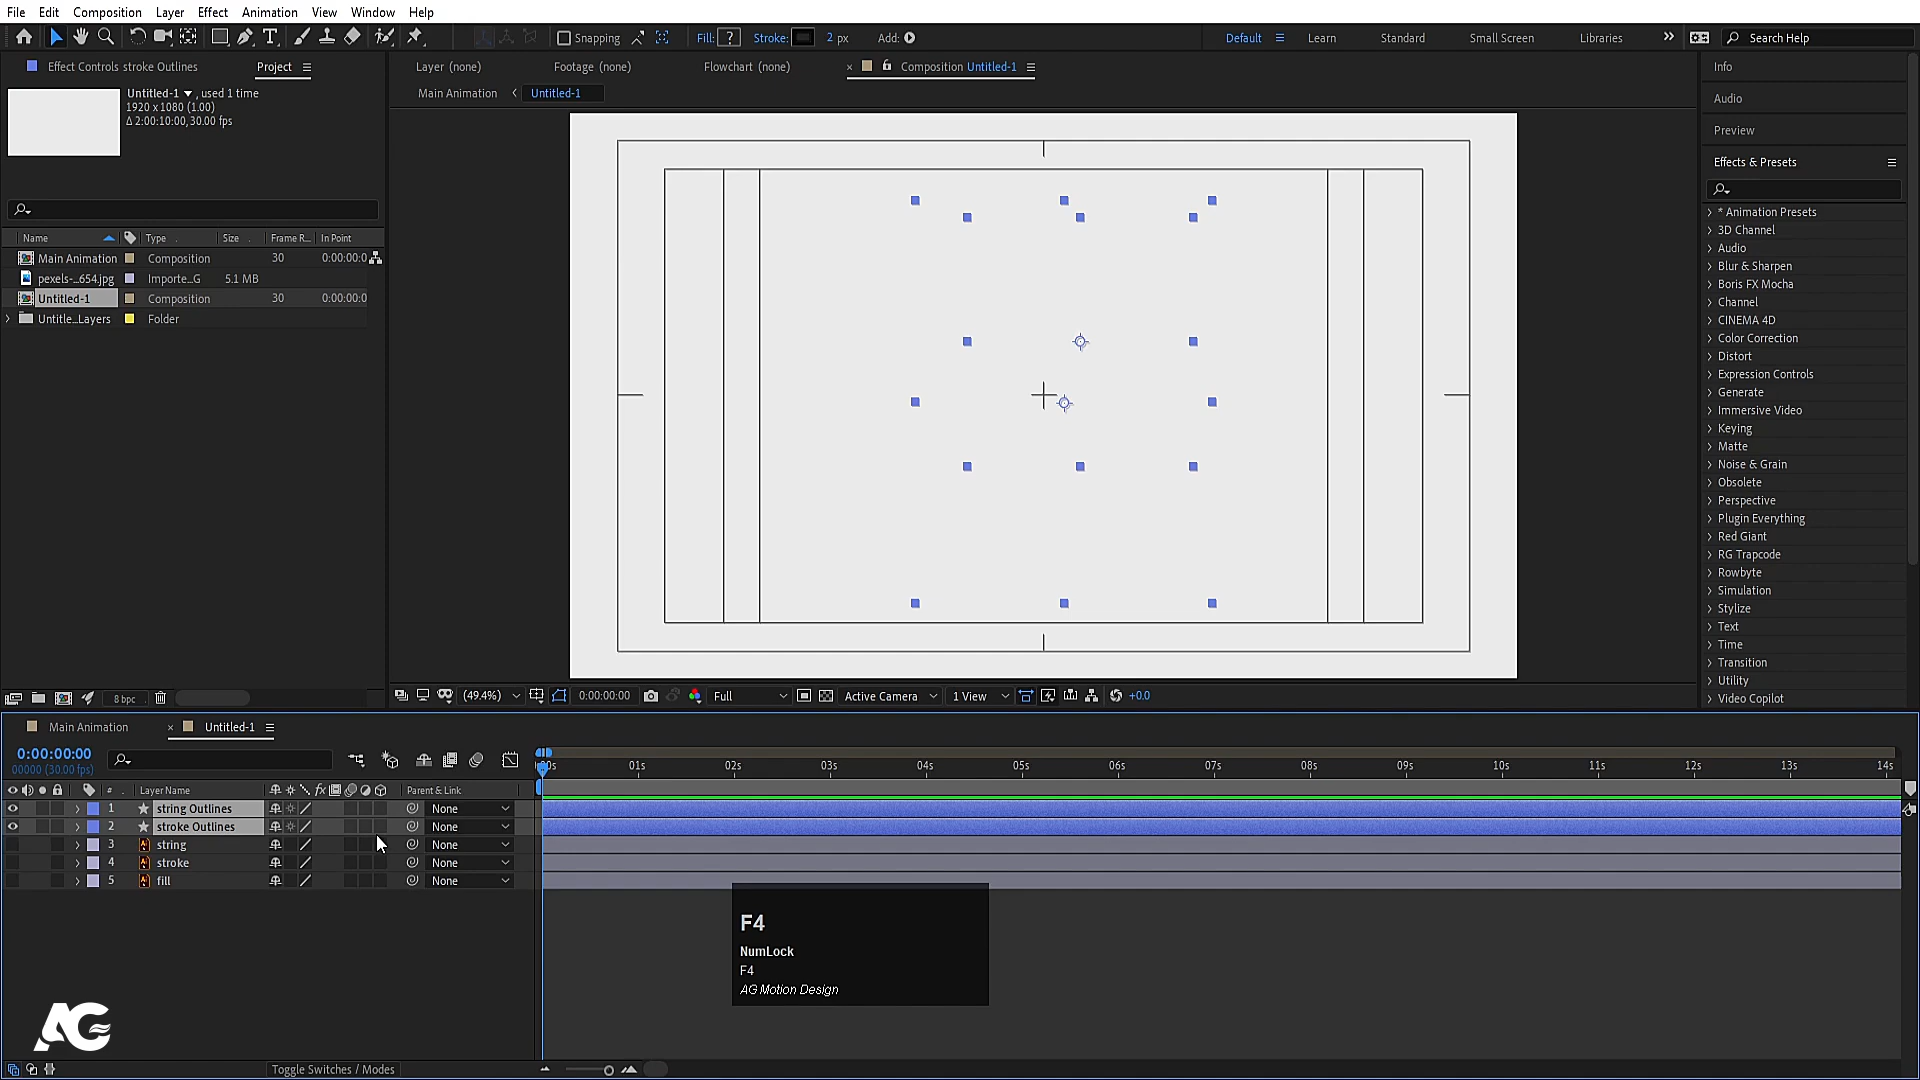 File Edit Composition Layer Effect Animation View Window Help
Snapping Fill: ? Stroke: 2 px Add: Default Learn Standard Small Screen Libraries Search Help
Effect Controls stroke Outlines Project Layer (none) Footage (none) Flowchart (none) × Composition Untitled-1 Info
Main Animation Untitled-1
Untitled-1 , used 1 time
1920 x 1080 (1.00)
Δ 2:00:10:00, 30.00 fps
Audio
Preview
Effects & Presets
Name Type Size Frame R... In Point
Main Animation Composition 30 0:00:00:0
pexels-...654.jpg Importe...G 5.1 MB
Untitled-1 Composition 30 0:00:00:0
Untitle...Layers Folder
* Animation Presets
3D Channel
Audio
Blur & Sharpen
Boris FX Mocha
Channel
CINEMA 4D
Color Correction
Distort
Expression Controls
Generate
Immersive Video
Keying
Matte
Noise & Grain
Obsolete
Perspective
Plugin Everything
Red Giant
RG Trapcode
Rowbyte
Simulation
Stylize
Text
Time
Transition
Utility
Video Copilot
8 bpc (49.4%) 0:00:00:00 Full Active Camera 1 View +0.0
Main Animation × Untitled-1
0:00:00:00
00000 (30.00 fps)
01s 02s 03s 04s 05s 06s 07s 08s 09s 10s 11s 12s 13s 14s
# Layer Name fx Parent & Link
1 string Outlines None
2 stroke Outlines None
3 string None
4 stroke None
5 fill None
F4
NumLock
F4
AG Motion Design
AG
Toggle Switches / Modes